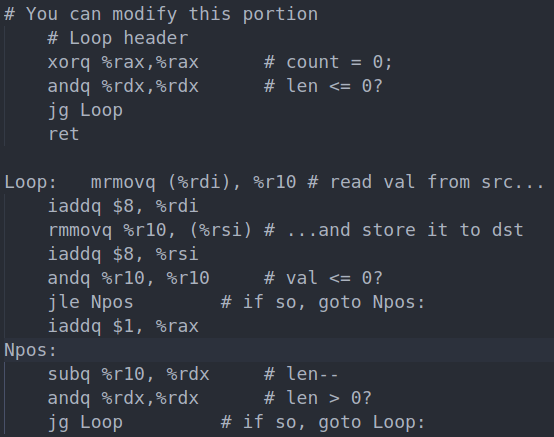 # You can modify this portion
    # Loop header
    xorq %rax,%rax      # count = 0;
    andq %rdx,%rdx      # len <= 0?
    jg Loop
    ret

Loop:   mrmovq (%rdi), %r10 # read val from src...
    iaddq $8, %rdi
    rmmovq %r10, (%rsi) # ...and store it to dst
    iaddq $8, %rsi
    andq %r10, %r10     # val <= 0?
    jle Npos        # if so, goto Npos:
    iaddq $1, %rax
Npos:
    subq %r10, %rdx     # len--
    andq %rdx,%rdx      # len > 0?
    jg Loop         # if so, goto Loop: